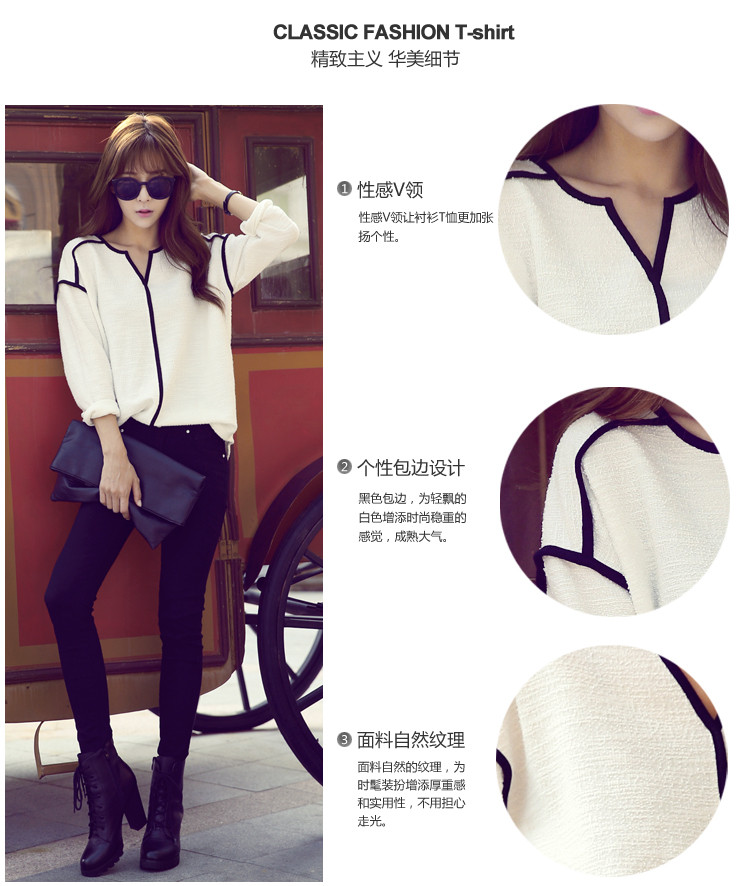 CLASSIC FASHION T-shirt
精致主义 华美细节
1 性感V领
性感V领让衬衫T恤更加张
扬个性。
2 个性包边设计
黑色包边，为轻飘的
白色增添时尚稳重的
感觉，成熟大气。
3 面料自然纹理
面料自然的纹理，为
时髦装扮增添厚重感
和实用性，不用担心
走光。